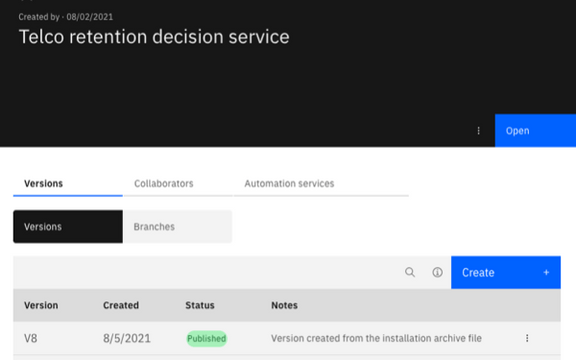 Created by · 08/02/2021
Telco retention decision service
Open
Versions Collaborators Automation services
Versions Branches
Create +
Version Created Status Notes
V8 8/5/2021 Published Version created from the installation archive file